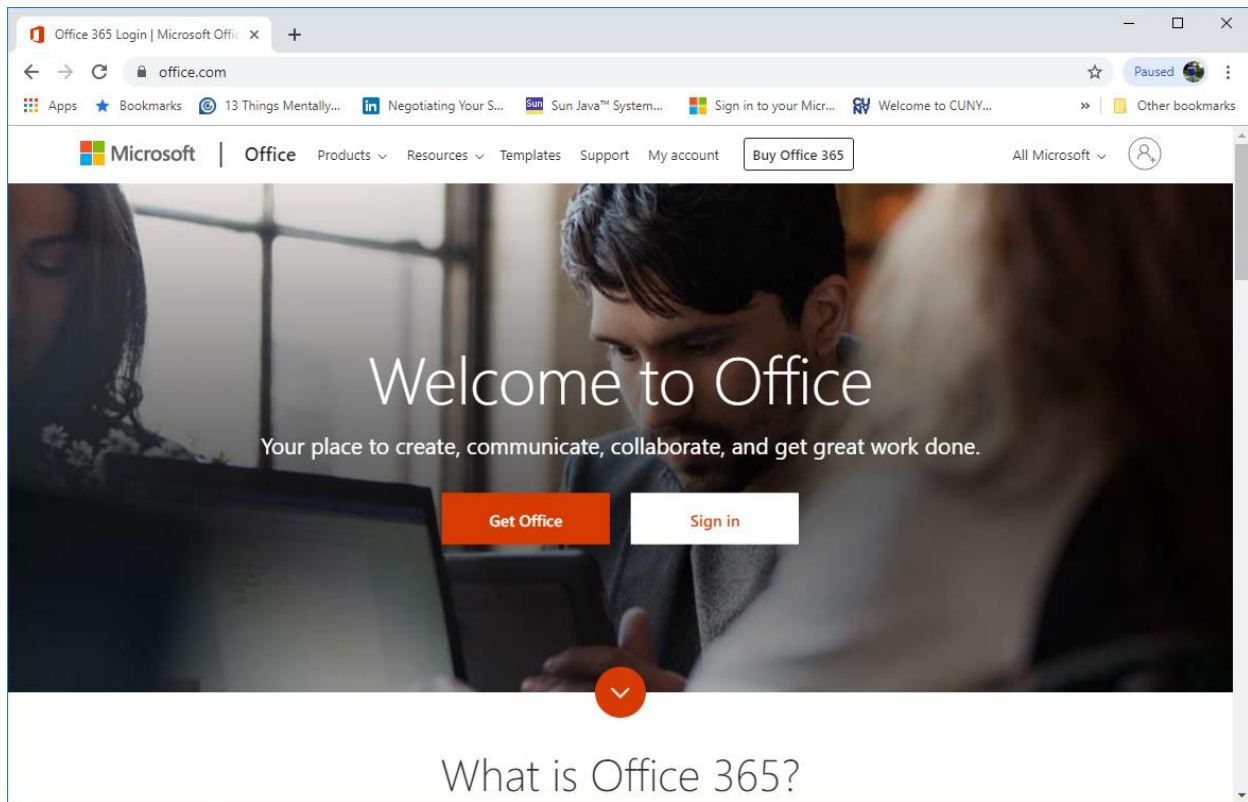 Office 365 Login | Microsoft Offic
office.com
Paused
Apps Bookmarks 13 Things Mentally... in Negotiating Your S... Sun Sun Java™ System... Sign in to your Micr... CUNY Welcome to CUNY... » Other bookmarks
Microsoft | Office Products Resources Templates Support My account Buy Office 365 All Microsoft
Welcome to Office
Your place to create, communicate, collaborate, and get great work done.
Get Office Sign in
What is Office 365?